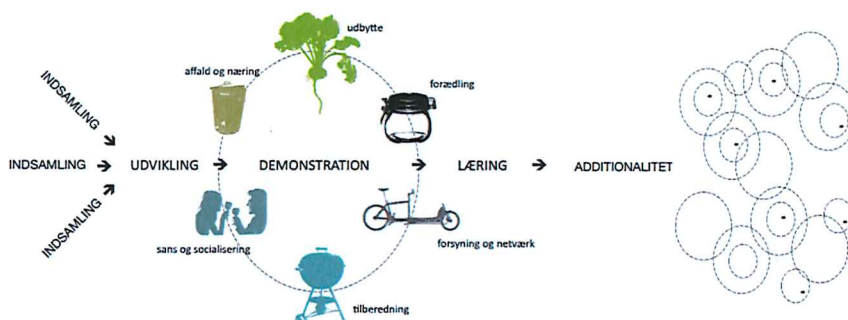 udbytte
affald og næring
forædling
INDSAMLING
INDSAMLING
INDSAMLING
UDVIKLING
DEMONSTRATION
LÆRING
ADDITIONALITET
sans og socialisering
forsyning og netværk
tilberedning